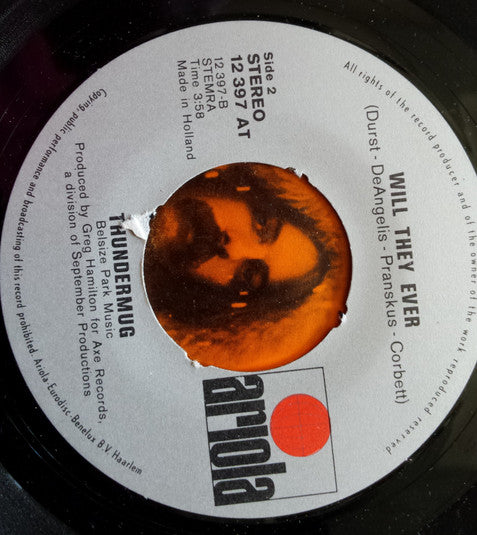 All rights of the record producer and of the owner of the work reproduced reserved
WILL THEY EVER
(Durst - DeAngelis - Pranskus - Corbett)
Side 2
STEREO
12 397 AT
12 397-B
STEMRA
Time 3:58
Made in Holland
ariola
THUNDERMUG
Belsize Park Music
Produced by Greg Hamilton for Axe Records,
a division of September Productions
Copying, public performance and broadcasting of this record prohibited. Ariola-Eurodisc-Benelux B.V. Haarlem